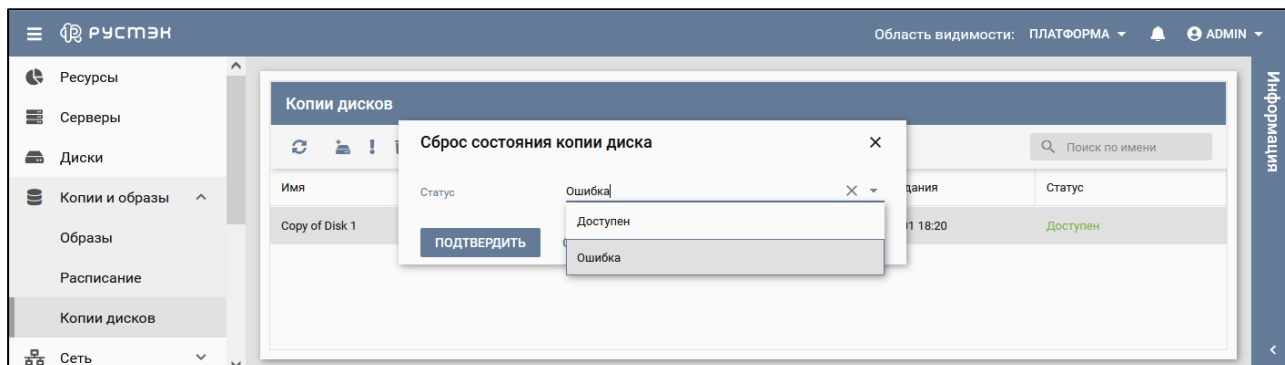 РУСТЭК
Область видимости: ПЛАТФОРМА
ADMIN
Ресурсы
Серверы
Диски
Копии и образы
Образы
Расписание
Копии дисков
Сеть
Копии дисков
Поиск по имени
Имя
дания
Статус
Copy of Disk 1
1 18:20
Доступен
Сброс состояния копии диска
Статус
Ошибка
Доступен
Ошибка
ПОДТВЕРДИТЬ
Информация